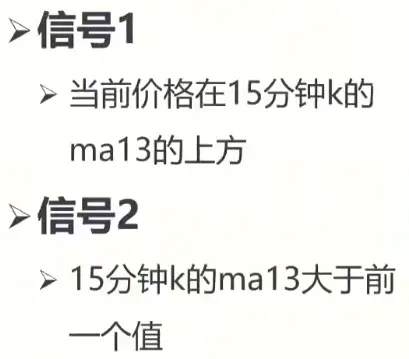 ➢信号1
➢ 当前价格在15分钟k的
ma13的上方
➢信号2
➢ 15分钟k的ma13大于前
一个值